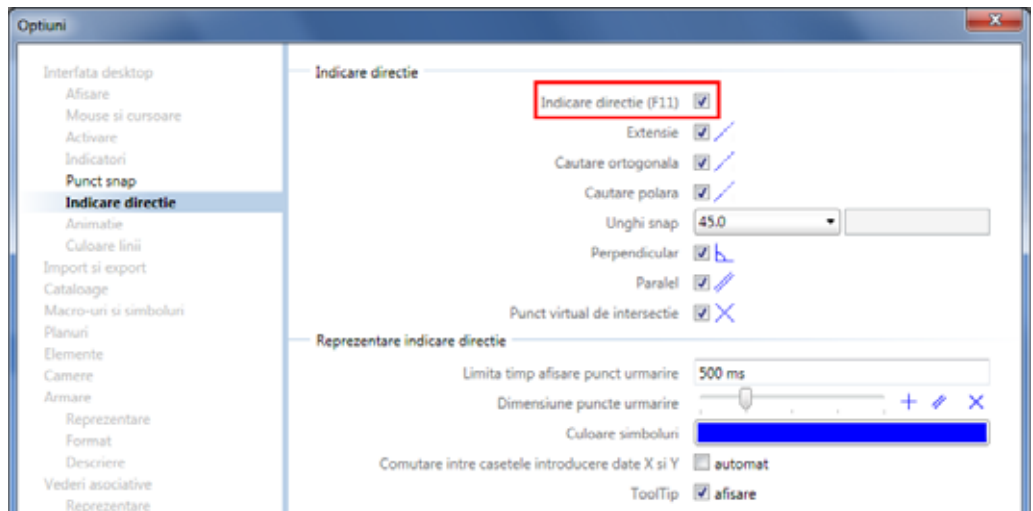 Optiuni
Interfata desktop
Afisare
Mouse si cursoare
Activare
Indicatori
Punct snap
Indicare directie
Animatie
Culoare linii
Import si export
Cataloage
Macro-uri si simboluri
Planuri
Elemente
Camere
Armare
Reprezentare
Format
Descriere
Vederi asociative
Reprezentare
Indicare directie
Indicare directie (F11)
Extensie
Cautare ortogonala
Cautare polara
Unghi snap 45.0
Perpendicular
Paralel
Punct virtual de intersectie
Reprezentare indicare directie
Limita timp afisare punct urmarire 500 ms
Dimensiune puncte urmarire
Culoare simboluri
Comutare intre casetele introducere date X si Y automat
ToolTip afisare